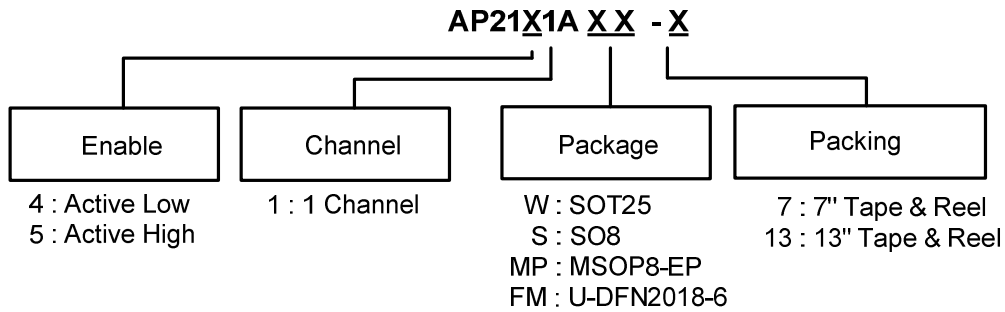 AP21X1A X X - X
Enable
Channel
Package
Packing
4 : Active Low
5 : Active High
1 : 1 Channel
W : SOT25
S : SO8
MP : MSOP8-EP
FM : U-DFN2018-6
7 : 7" Tape & Reel
13 : 13" Tape & Reel